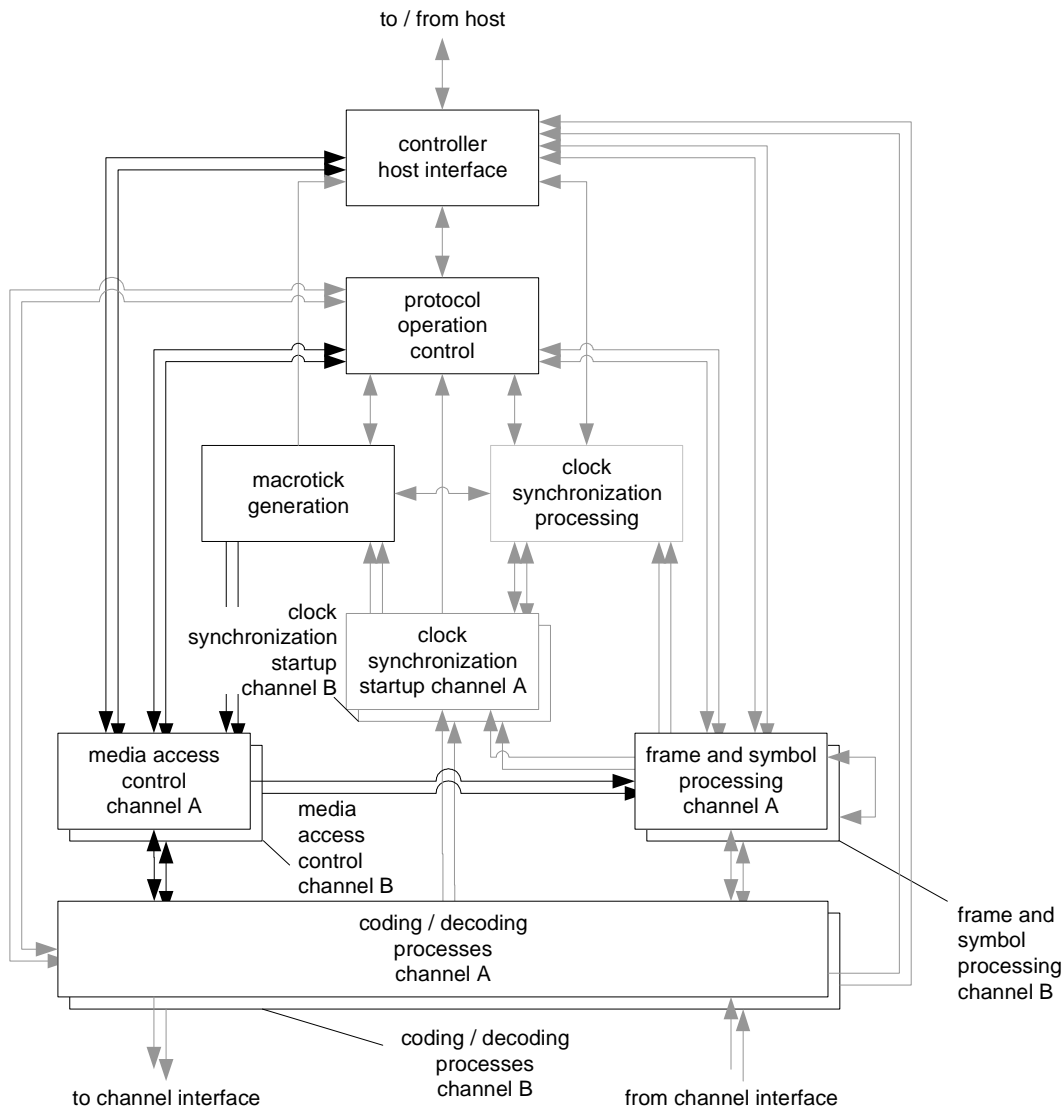 to / from host
controller
host interface
protocol
operation
control
macrotick
generation
clock
synchronization
processing
clock
synchronization
startup
channel B
clock
synchronization
startup channel A
media access
control
channel A
frame and symbol
processing
channel A
media
access
control
channel B
coding / decoding
processes
channel A
frame and
symbol
processing
channel B
coding / decoding
processes
channel B
to channel interface
from channel interface